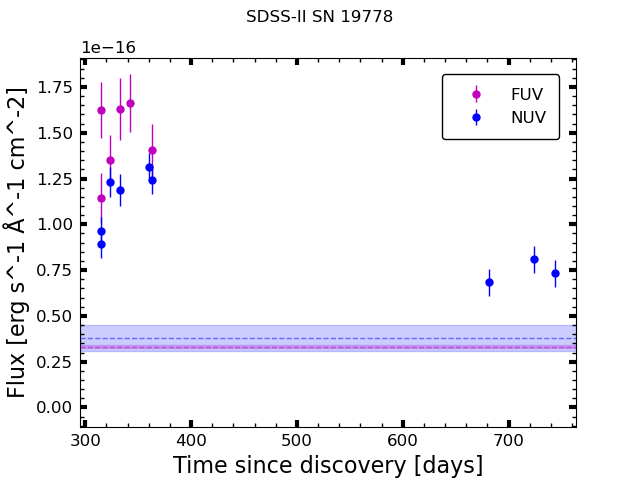 SDSS-II SN 19778
1e−16
1.75
1.50
1.25
1.00
0.75
0.50
0.25
0.00
300 400 500 600 700
Time since discovery [days]
Flux [erg s^-1 Å^-1 cm^-2]
FUV
NUV